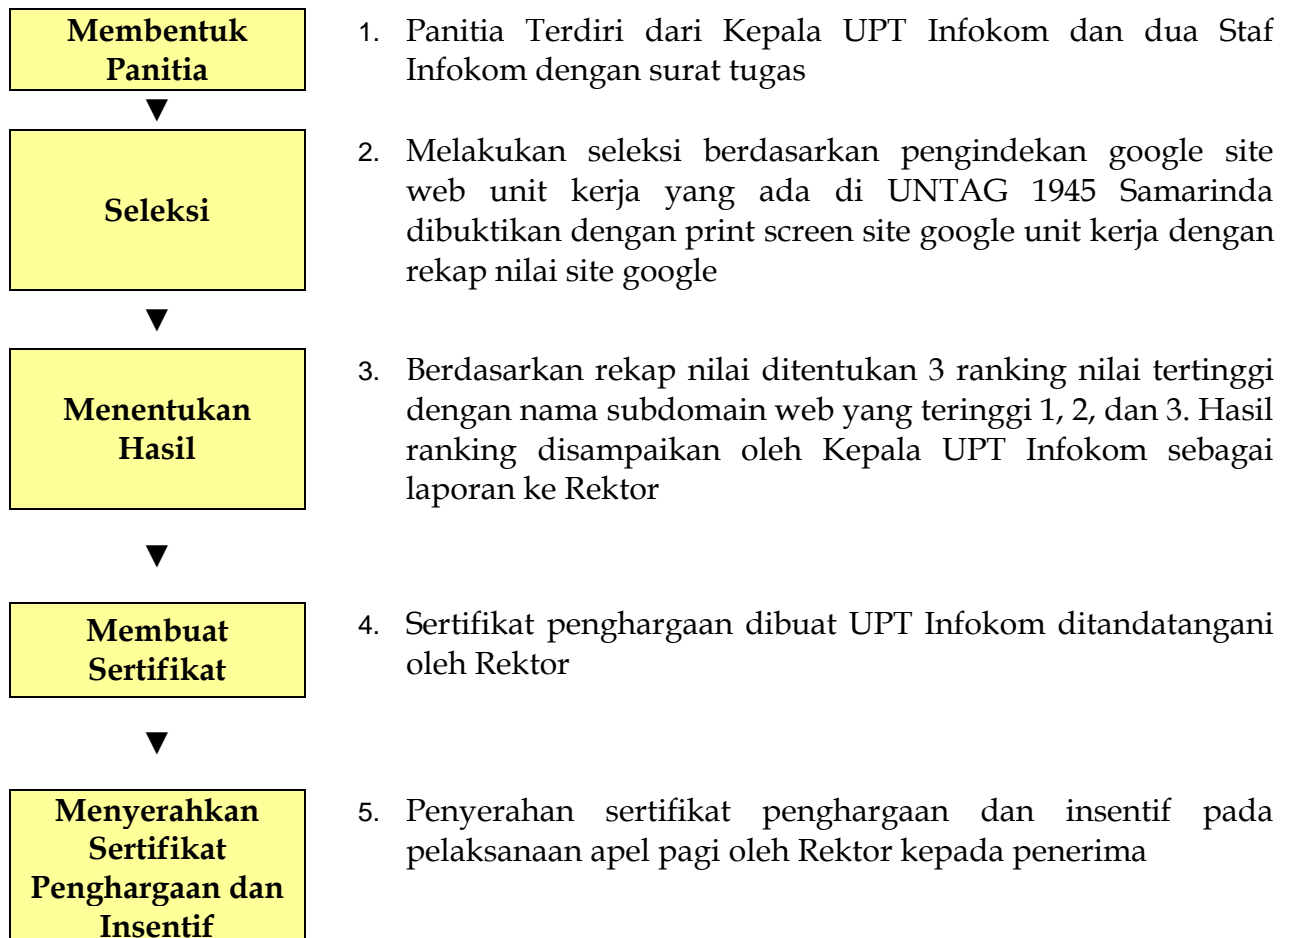 Membentuk
Panitia
1. Panitia Terdiri dari Kepala UPT Infokom dan dua Staf
Infokom dengan surat tugas
▼
Seleksi
2. Melakukan seleksi berdasarkan pengindekan google site
web unit kerja yang ada di UNTAG 1945 Samarinda
dibuktikan dengan print screen site google unit kerja dengan
rekap nilai site google
▼
Menentukan
Hasil
3. Berdasarkan rekap nilai ditentukan 3 ranking nilai tertinggi
dengan nama subdomain web yang teringgi 1, 2, dan 3. Hasil
ranking disampaikan oleh Kepala UPT Infokom sebagai
laporan ke Rektor
▼
Membuat
Sertifikat
4. Sertifikat penghargaan dibuat UPT Infokom ditandatangani
oleh Rektor
▼
Menyerahkan
Sertifikat
Penghargaan dan
Insentif
5. Penyerahan sertifikat penghargaan dan insentif pada
pelaksanaan apel pagi oleh Rektor kepada penerima